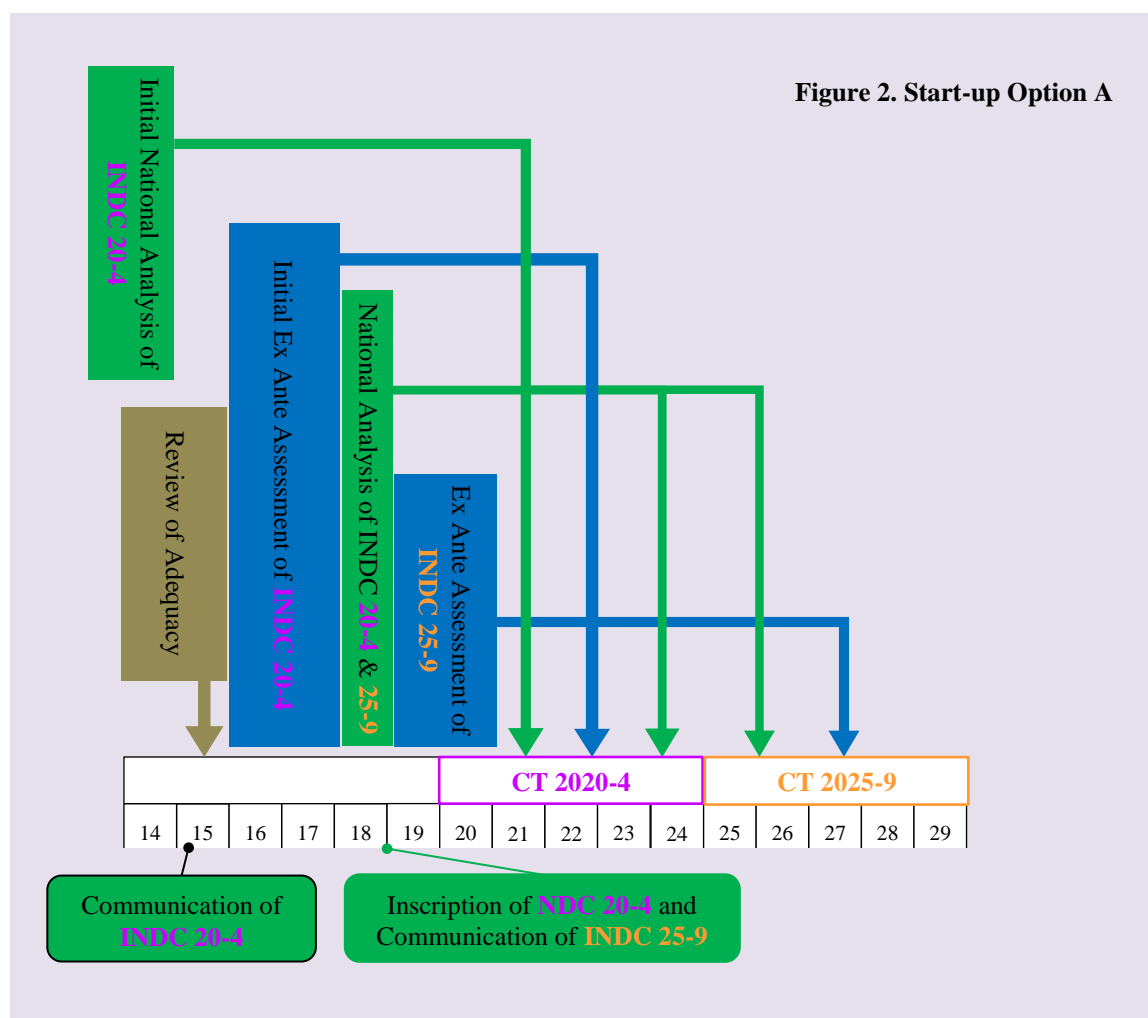 Figure 2. Start-up Option A
Initial National Analysis of
INDC 20-4
Review of Adequacy
Initial Ex Ante Assessment of INDC 20-4
National Analysis of INDC 20-4 & 25-9
Ex Ante Assessment of
INDC 25-9
CT 2020-4
CT 2025-9
14 15 16 17 18 19 20 21 22 23 24 25 26 27 28 29
Communication of
INDC 20-4
Inscription of NDC 20-4 and
Communication of INDC 25-9